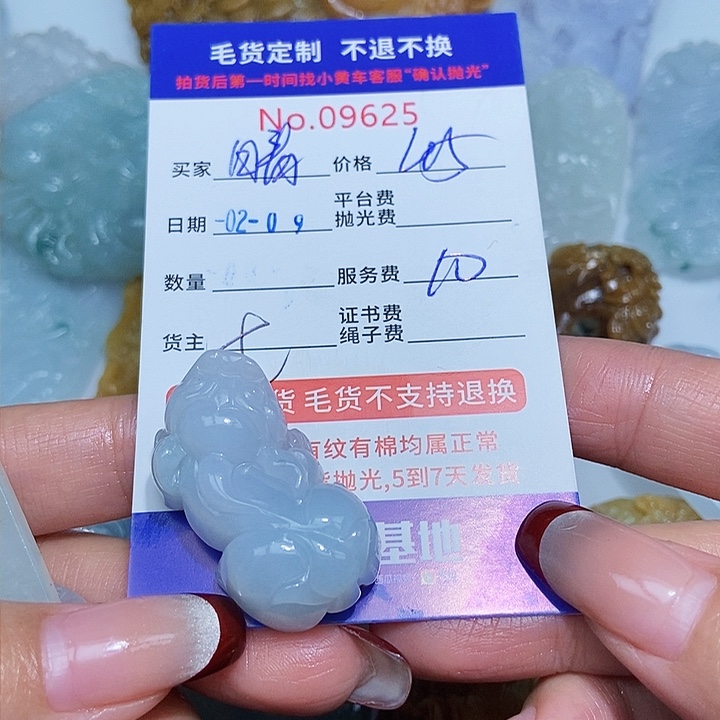 毛货定制 不退不换
拍货后第一时间找小黄车客服“确认抛光”
No.09625
买家 价格
平台费
日期 -02-09 抛光费
数量 服务费 10
证书费
货主 绳子费
货 毛货不支持退换
有纹有棉均属正常
抛光,5到7天发货
基地